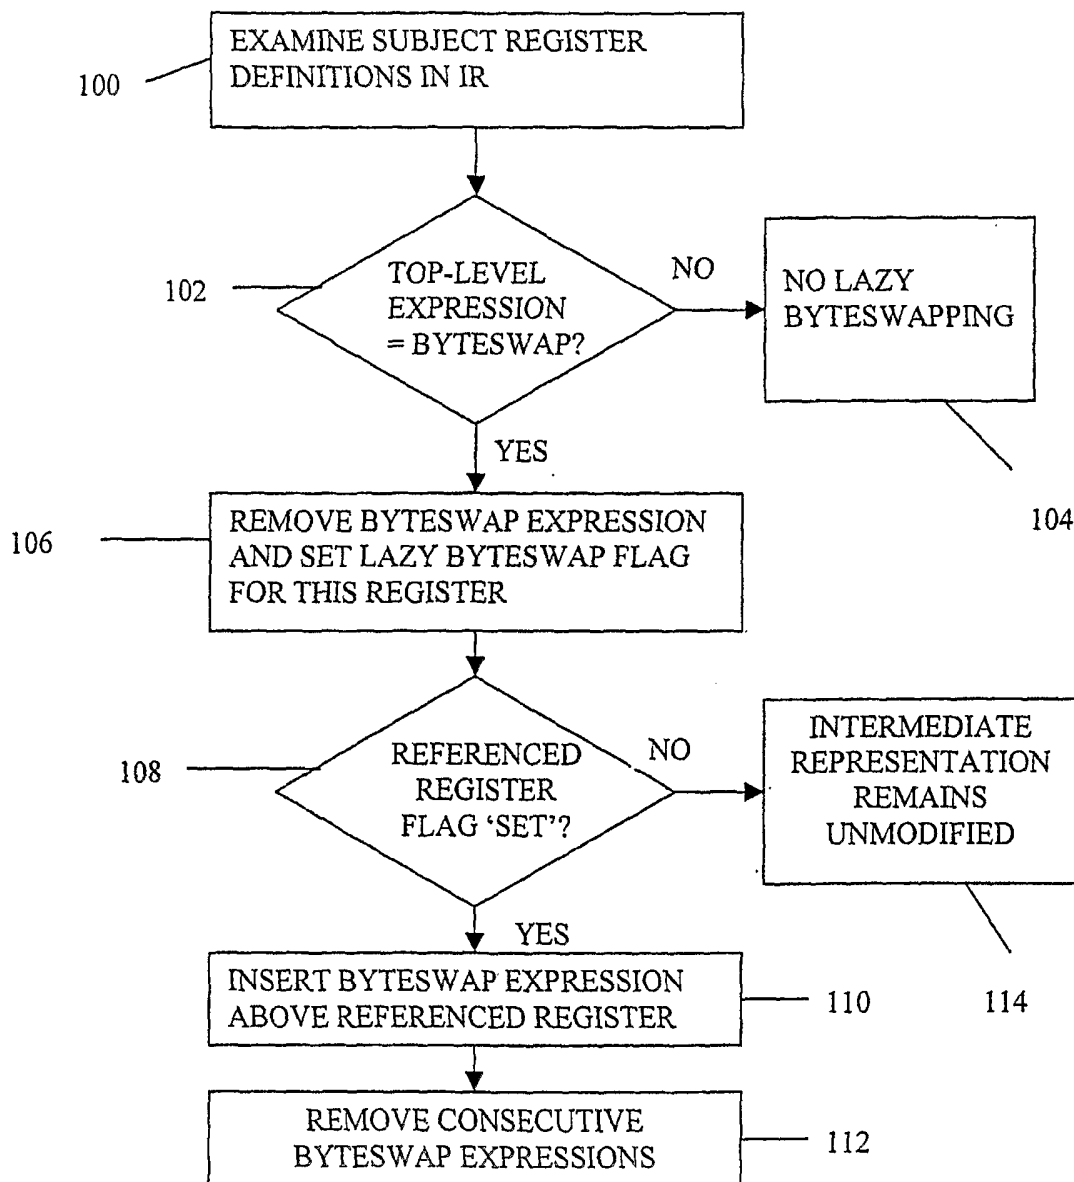 EXAMINE SUBJECT REGISTER
DEFINITIONS IN IR
100
TOP-LEVEL
EXPRESSION
= BYTESWAP?
102
NO
NO LAZY
BYTESWAPPING
104
YES
REMOVE BYTESWAP EXPRESSION
AND SET LAZY BYTESWAP FLAG
FOR THIS REGISTER
106
REFERENCED
REGISTER
FLAG ‘SET’?
108
NO
INTERMEDIATE
REPRESENTATION
REMAINS
UNMODIFIED
114
YES
INSERT BYTESWAP EXPRESSION
ABOVE REFERENCED REGISTER
110
REMOVE CONSECUTIVE
BYTESWAP EXPRESSIONS
112